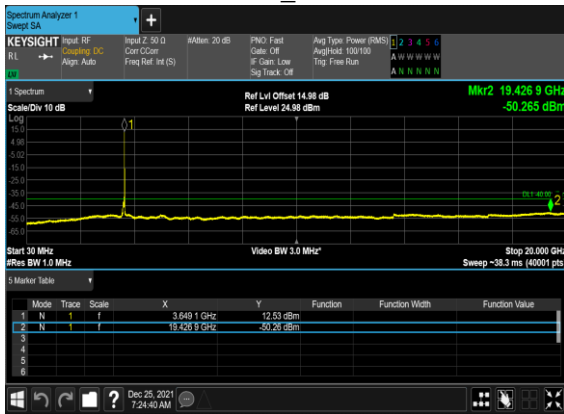 Spectrum Analyzer 1
Swept SA
KEYSIGHT
RL
LW
Input: RF
Coupling: DC
Align: Auto
Input Z: 50 Ω
Corr CCorr
Freq Ref: Int (S)
#Atten: 20 dB
PNO: Fast
Gate: Off
IF Gain: Low
Sig Track: Off
Avg Type: Power (RMS)
Avg|Hold: 100/100
Trig: Free Run
1 2 3 4 5 6
A W W W W W
A N N N N N
1 Spectrum
Scale/Div 10 dB
Ref Lvl Offset 14.98 dB
Ref Level 24.98 dBm
Mkr2 19.426 9 GHz
-50.265 dBm
Log
15.0
4.98
-5.02
-15.0
-25.0
-35.0
-45.0
-55.0
-65.0
1
DL1 -40.00
2
Start 30 MHz
#Res BW 1.0 MHz
Video BW 3.0 MHz*
Stop 20.000 GHz
Sweep ~38.3 ms (40001 pts)
5 Marker Table
Mode Trace Scale X Y Function Function Width Function Value
1 N 1 f 3.649 1 GHz 12.53 dBm
2 N 1 f 19.426 9 GHz -50.26 dBm
3
4
5
6
?
Dec 25, 2021
7:24:40 AM